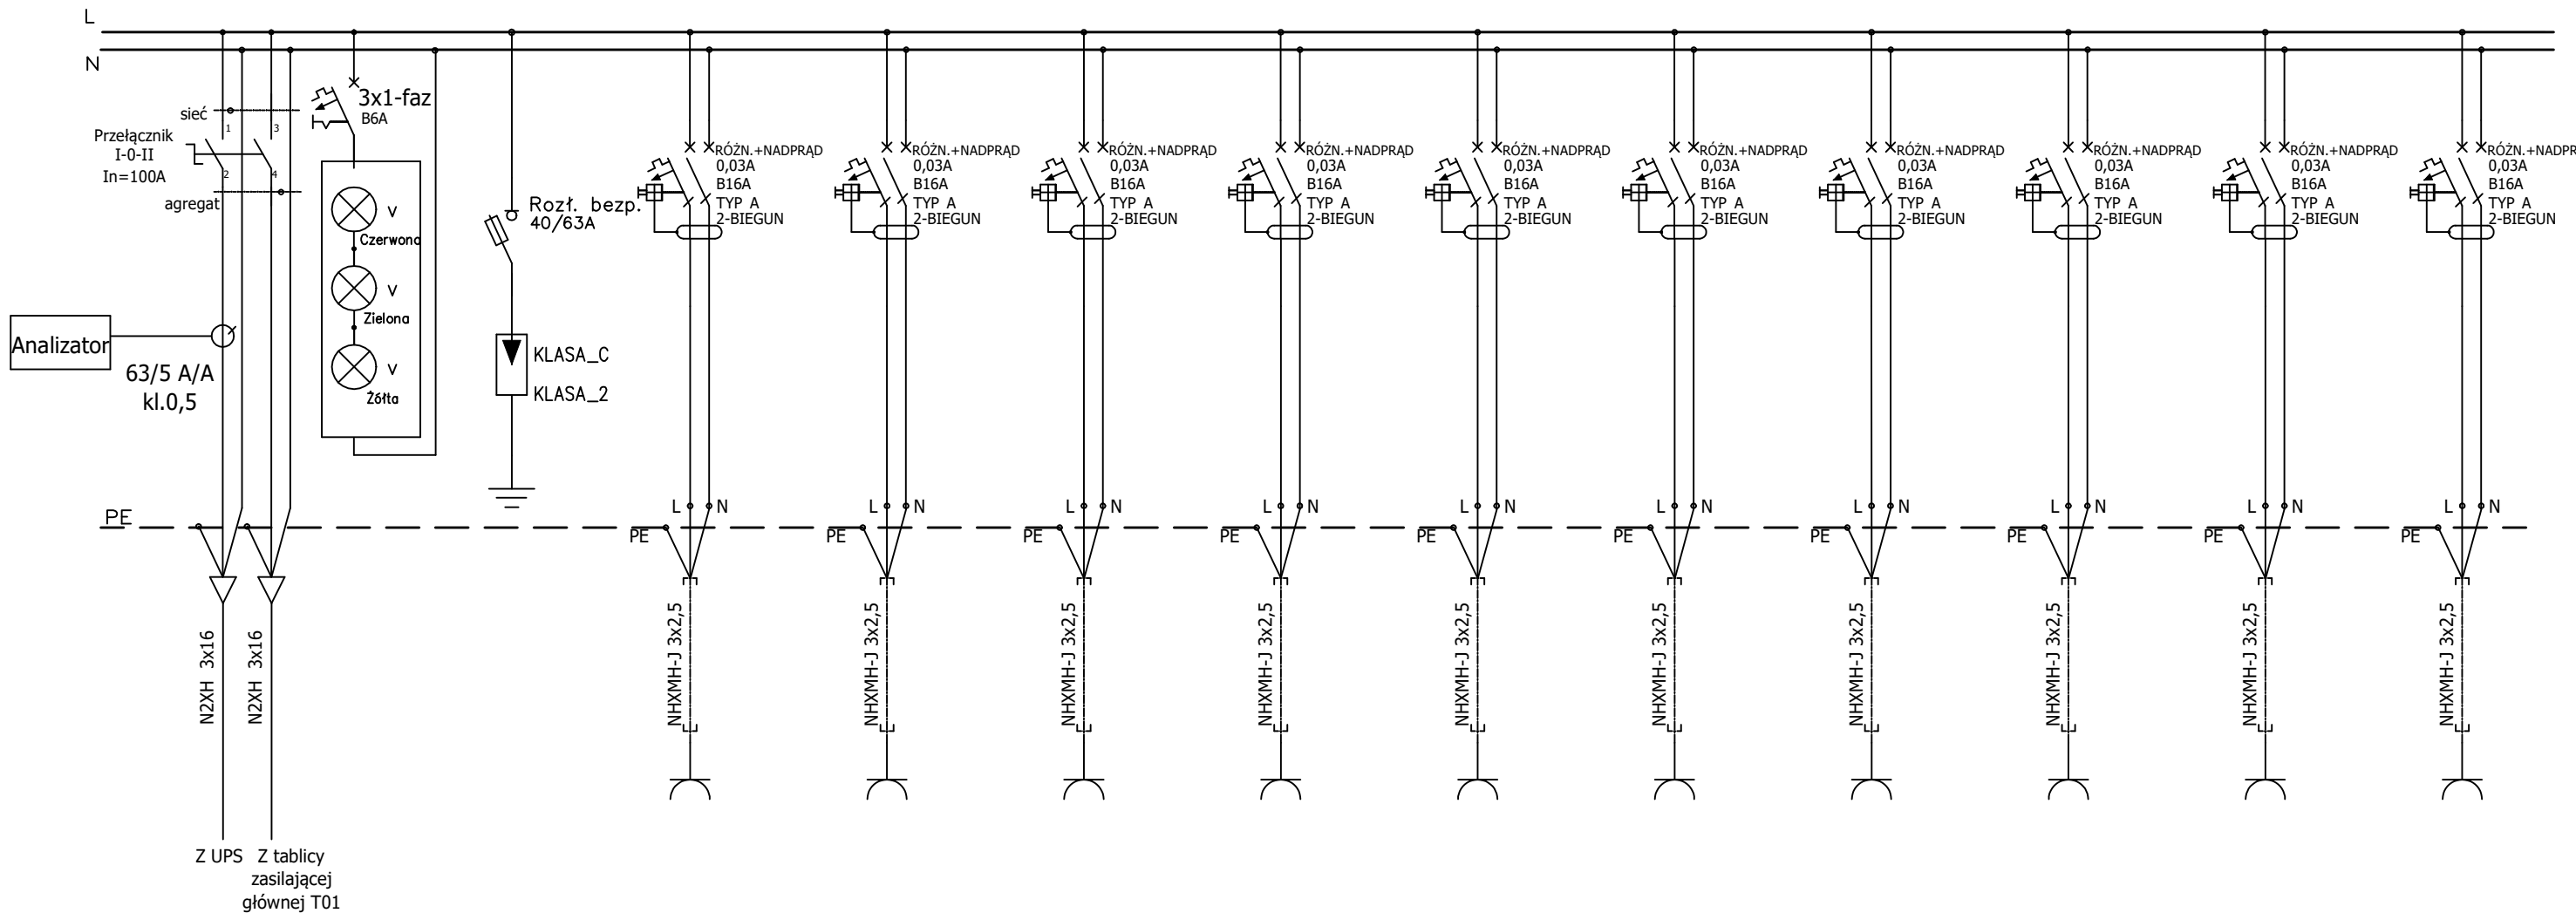 L
N
sieć
Przełącznik
I-0-II
In=100A
agregat
1
3
2
4
3x1-faz
B6A
V
Czerwona
V
Zielona
V
Żółta
Analizator
63/5 A/A
kl.0,5
Rozł. bezp.
40/63A
KLASA_C
KLASA_2
RÓŻN.+NADPRĄD
0,03A
B16A
TYP A
2-BIEGUN
RÓŻN.+NADPRĄD
0,03A
B16A
TYP A
2-BIEGUN
RÓŻN.+NADPRĄD
0,03A
B16A
TYP A
2-BIEGUN
RÓŻN.+NADPRĄD
0,03A
B16A
TYP A
2-BIEGUN
RÓŻN.+NADPRĄD
0,03A
B16A
TYP A
2-BIEGUN
RÓŻN.+NADPRĄD
0,03A
B16A
TYP A
2-BIEGUN
RÓŻN.+NADPRĄD
0,03A
B16A
TYP A
2-BIEGUN
RÓŻN.+NADPRĄD
0,03A
B16A
TYP A
2-BIEGUN
RÓŻN.+NADPRĄD
0,03A
B16A
TYP A
2-BIEGUN
RÓŻN.+NADPR
0,03A
B16A
TYP A
2-BIEGUN
PE
L N
PE
L N
PE
L N
PE
L N
PE
L N
PE
L N
PE
L N
PE
L N
PE
L N
PE
L N
PE
N2XH 3x16
N2XH 3x16
NHXMH-J 3x2,5
NHXMH-J 3x2,5
NHXMH-J 3x2,5
NHXMH-J 3x2,5
NHXMH-J 3x2,5
NHXMH-J 3x2,5
NHXMH-J 3x2,5
NHXMH-J 3x2,5
NHXMH-J 3x2,5
NHXMH-J 3x2,5
Z UPS
Z tablicy
zasilającej
głównej T01